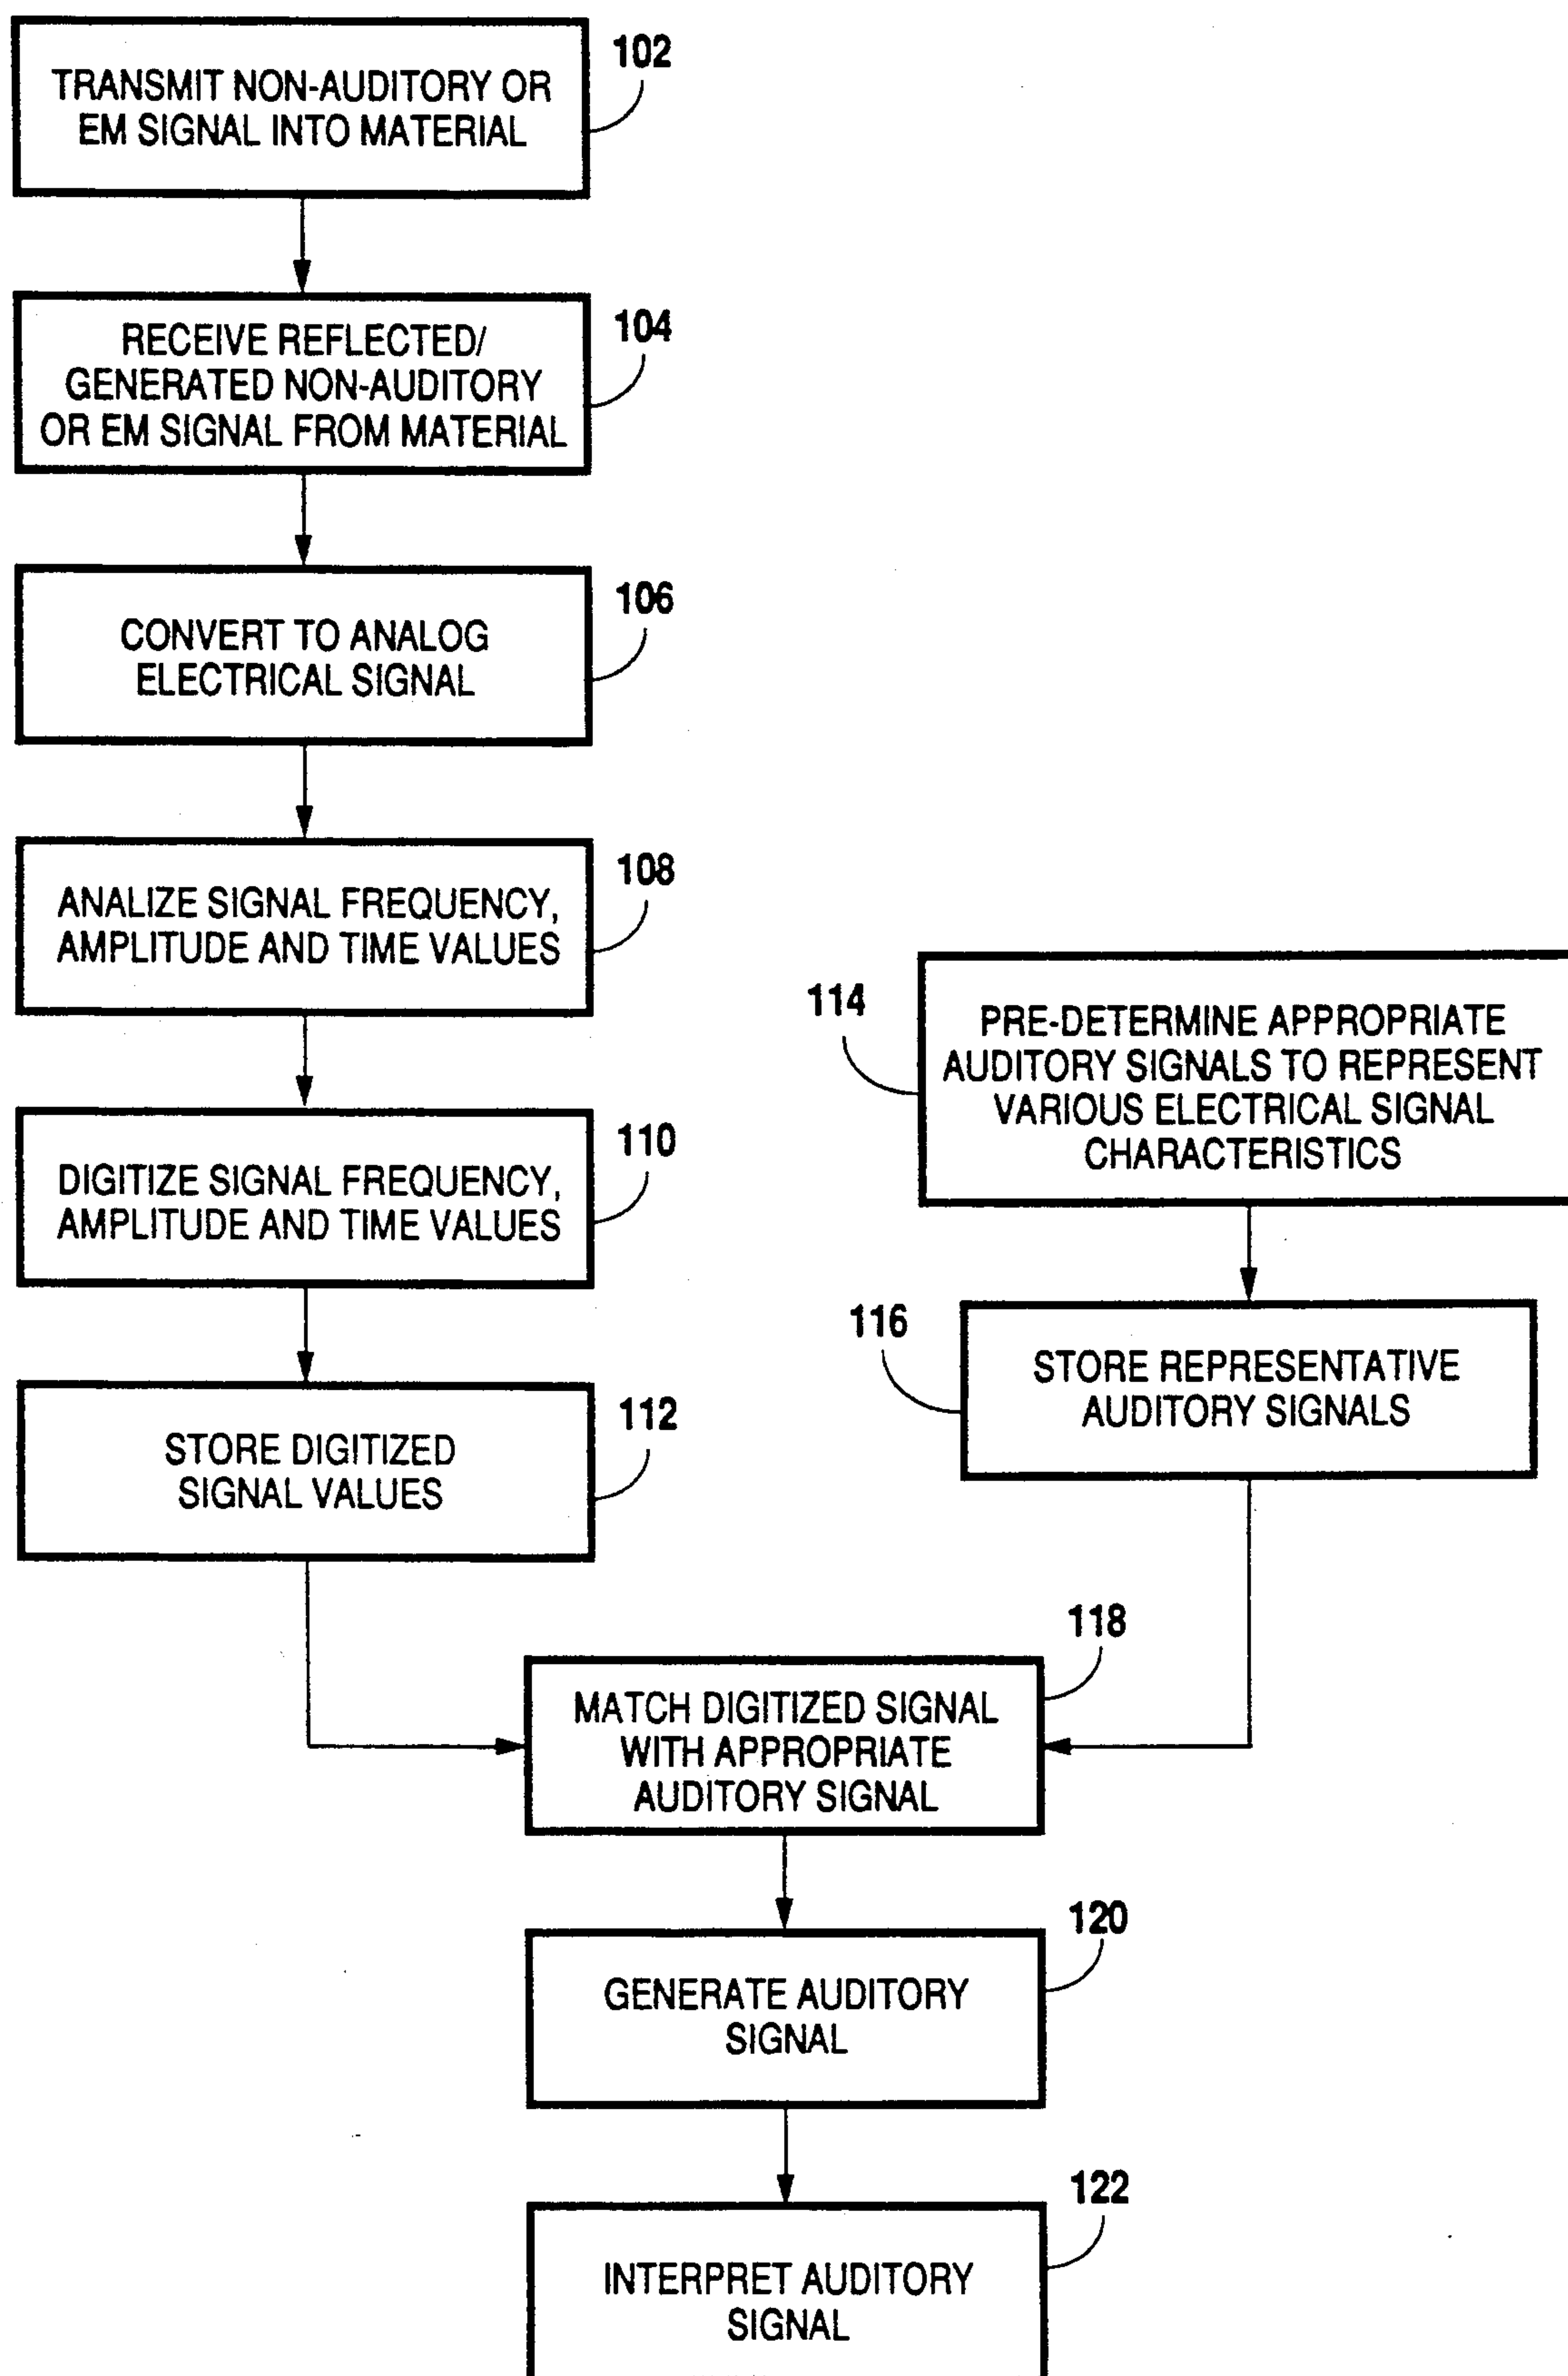 102
TRANSMIT NON-AUDITORY OR
EM SIGNAL INTO MATERIAL
104
RECEIVE REFLECTED/
GENERATED NON-AUDITORY
OR EM SIGNAL FROM MATERIAL
106
CONVERT TO ANALOG
ELECTRICAL SIGNAL
108
ANALIZE SIGNAL FREQUENCY,
AMPLITUDE AND TIME VALUES
110
DIGITIZE SIGNAL FREQUENCY,
AMPLITUDE AND TIME VALUES
112
STORE DIGITIZED
SIGNAL VALUES
114
PRE-DETERMINE APPROPRIATE
AUDITORY SIGNALS TO REPRESENT
VARIOUS ELECTRICAL SIGNAL
CHARACTERISTICS
116
STORE REPRESENTATIVE
AUDITORY SIGNALS
118
MATCH DIGITIZED SIGNAL
WITH APPROPRIATE
AUDITORY SIGNAL
120
GENERATE AUDITORY
SIGNAL
122
INTERPRET AUDITORY
SIGNAL